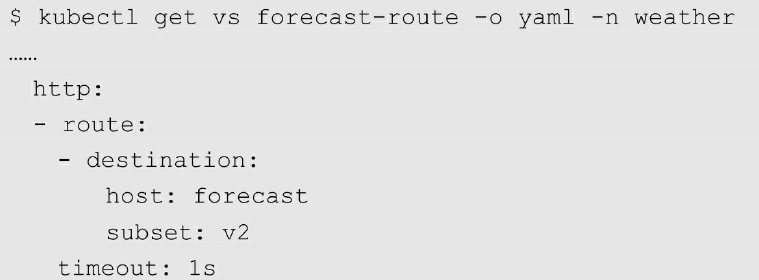 $ kubectl get vs forecast-route -o yaml -n weather
……
  http:
  - route:
    - destination:
        host: forecast
        subset: v2
    timeout: 1s